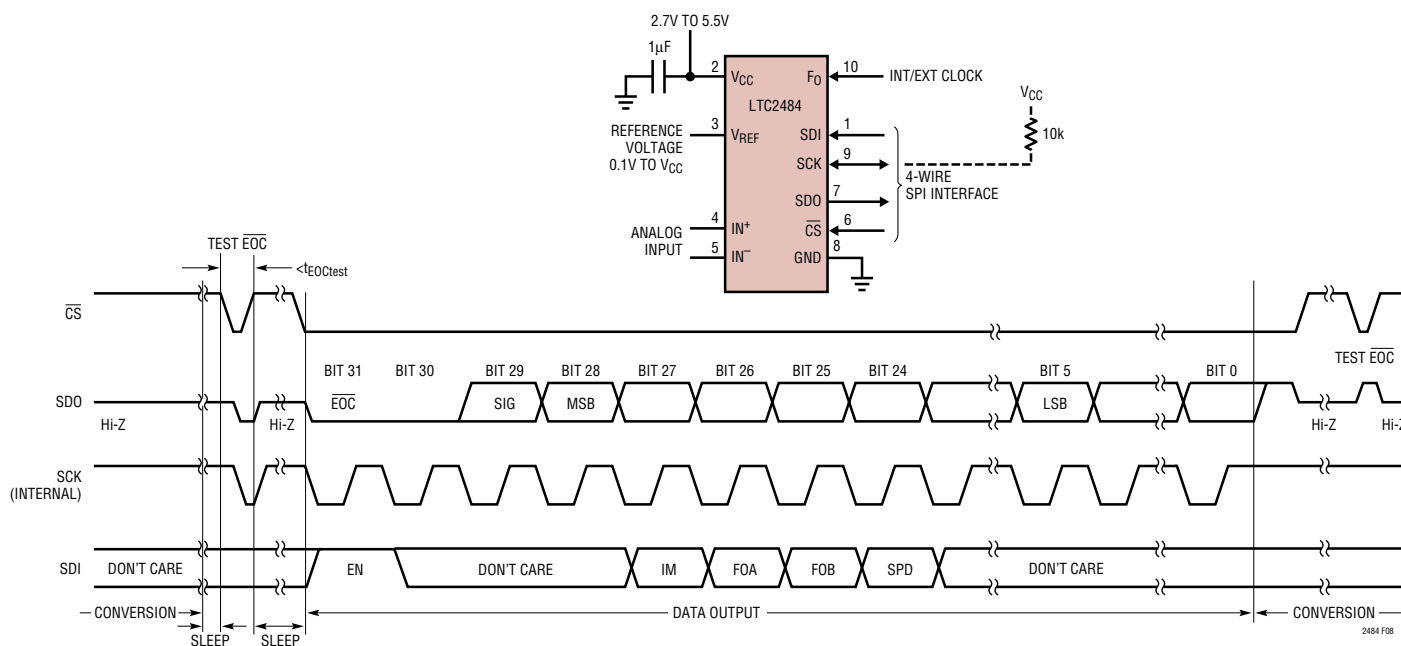 2.7V TO 5.5V
1µF
2 VCC
FO 10 INT/EXT CLOCK
LTC2484
VCC
10k
3 VREF
REFERENCE
VOLTAGE
0.1V TO VCC
SDI 1
SCK 9
4-WIRE
SPI INTERFACE
SDO 7
4 IN+
ANALOG
INPUT
5 IN–
CS 6
GND 8
TEST EOC
<tEOCtest
CS
TEST EOC
BIT 31 BIT 30 BIT 29 BIT 28 BIT 27 BIT 26 BIT 25 BIT 24 BIT 5 BIT 0
SDO
EOC SIG MSB LSB
Hi-Z Hi-Z Hi-Z Hi-Z
SCK
(INTERNAL)
SDI DON'T CARE EN DON'T CARE IM FOA FOB SPD DON'T CARE
CONVERSION DATA OUTPUT CONVERSION
SLEEP SLEEP
2484 F08